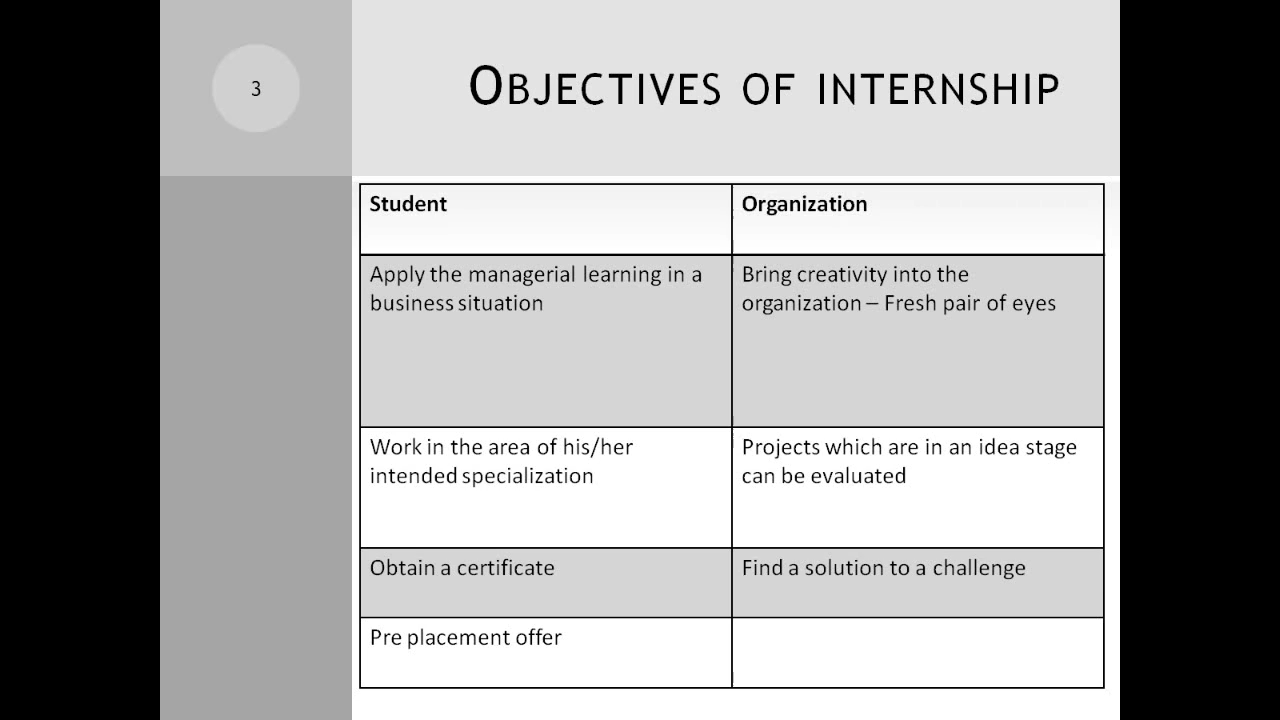 3
OBJECTIVES OF INTERNSHIP
Student
Organization
Apply the managerial learning in a
business situation
Bring creativity into the
organization – Fresh pair of eyes
Work in the area of his/her
intended specialization
Projects which are in an idea stage
can be evaluated
Obtain a certificate
Find a solution to a challenge
Pre placement offer